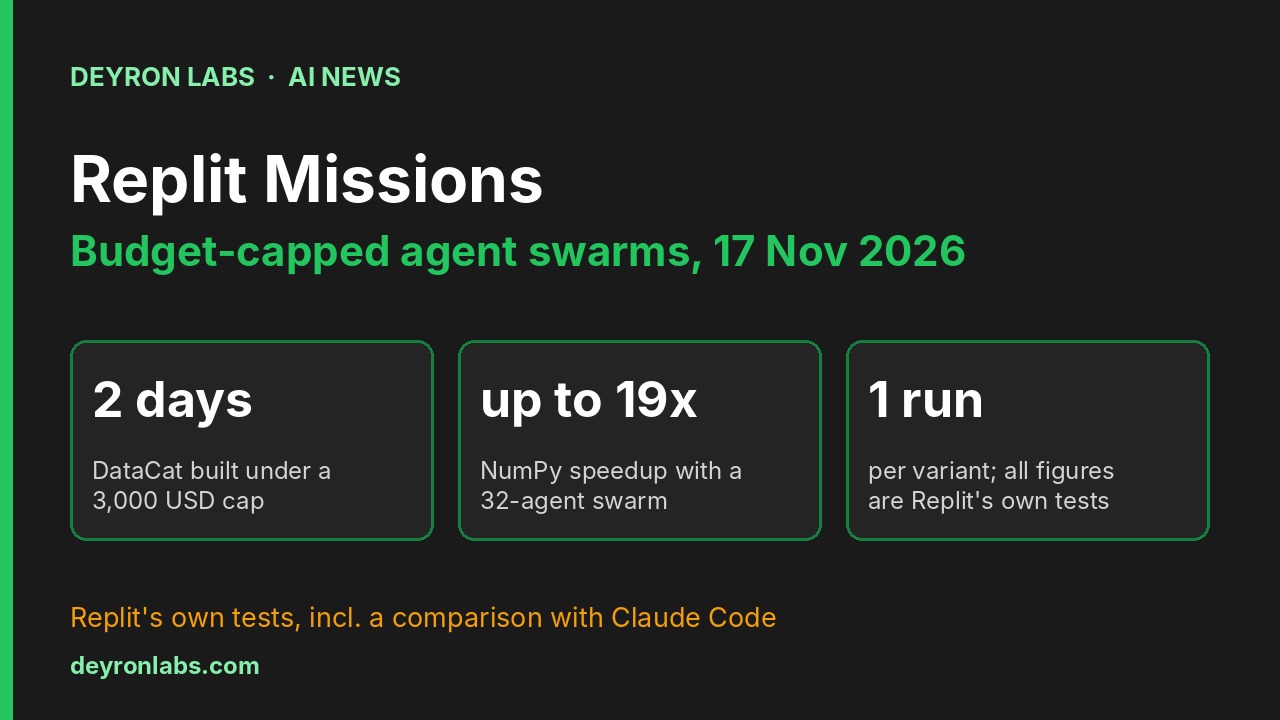 DEYRON LABS · AI NEWS
Replit Missions
Budget-capped agent swarms, 17 Nov 2026
2 days
DataCat built under a
3,000 USD cap
up to 19x
NumPy speedup with a
32-agent swarm
1 run
per variant; all figures
are Replit's own tests
Replit's own tests, incl. a comparison with Claude Code
deyronlabs.com